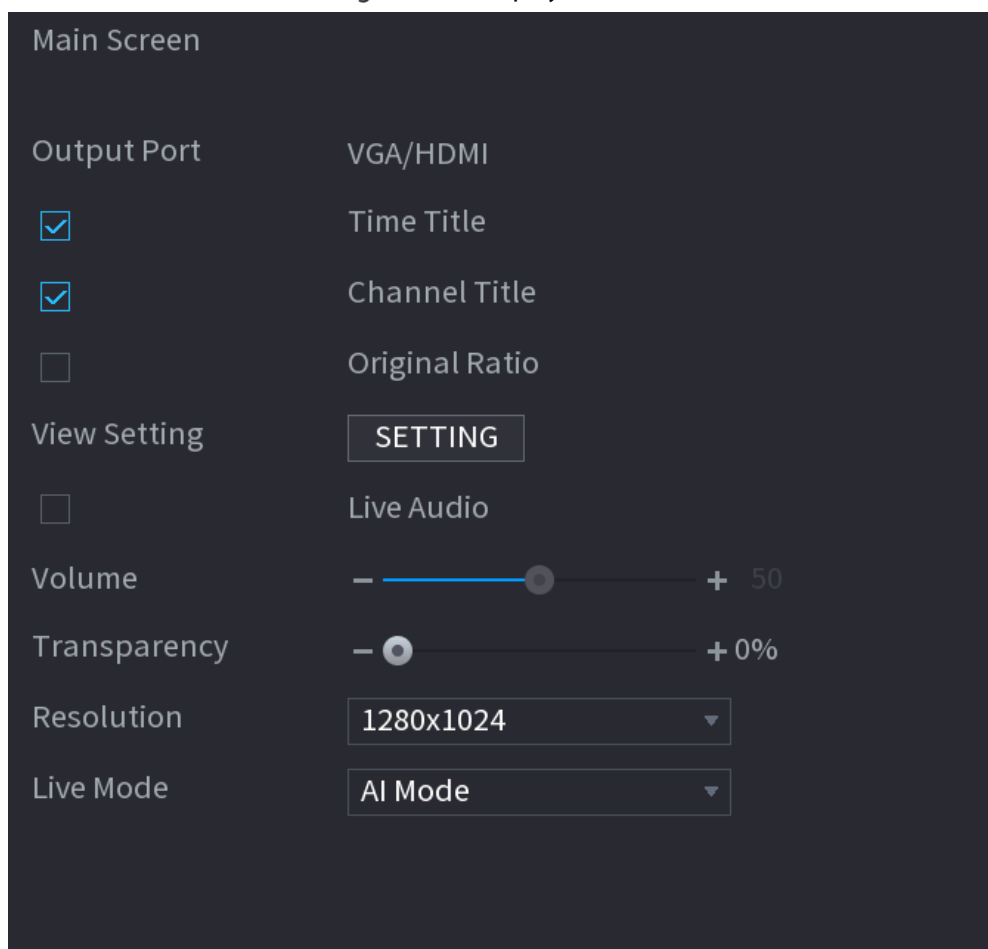 Main Screen
Output Port VGA/HDMI
Time Title
Channel Title
Original Ratio
View Setting SETTING
Live Audio
Volume 50
Transparency 0%
Resolution 1280x1024
Live Mode AI Mode